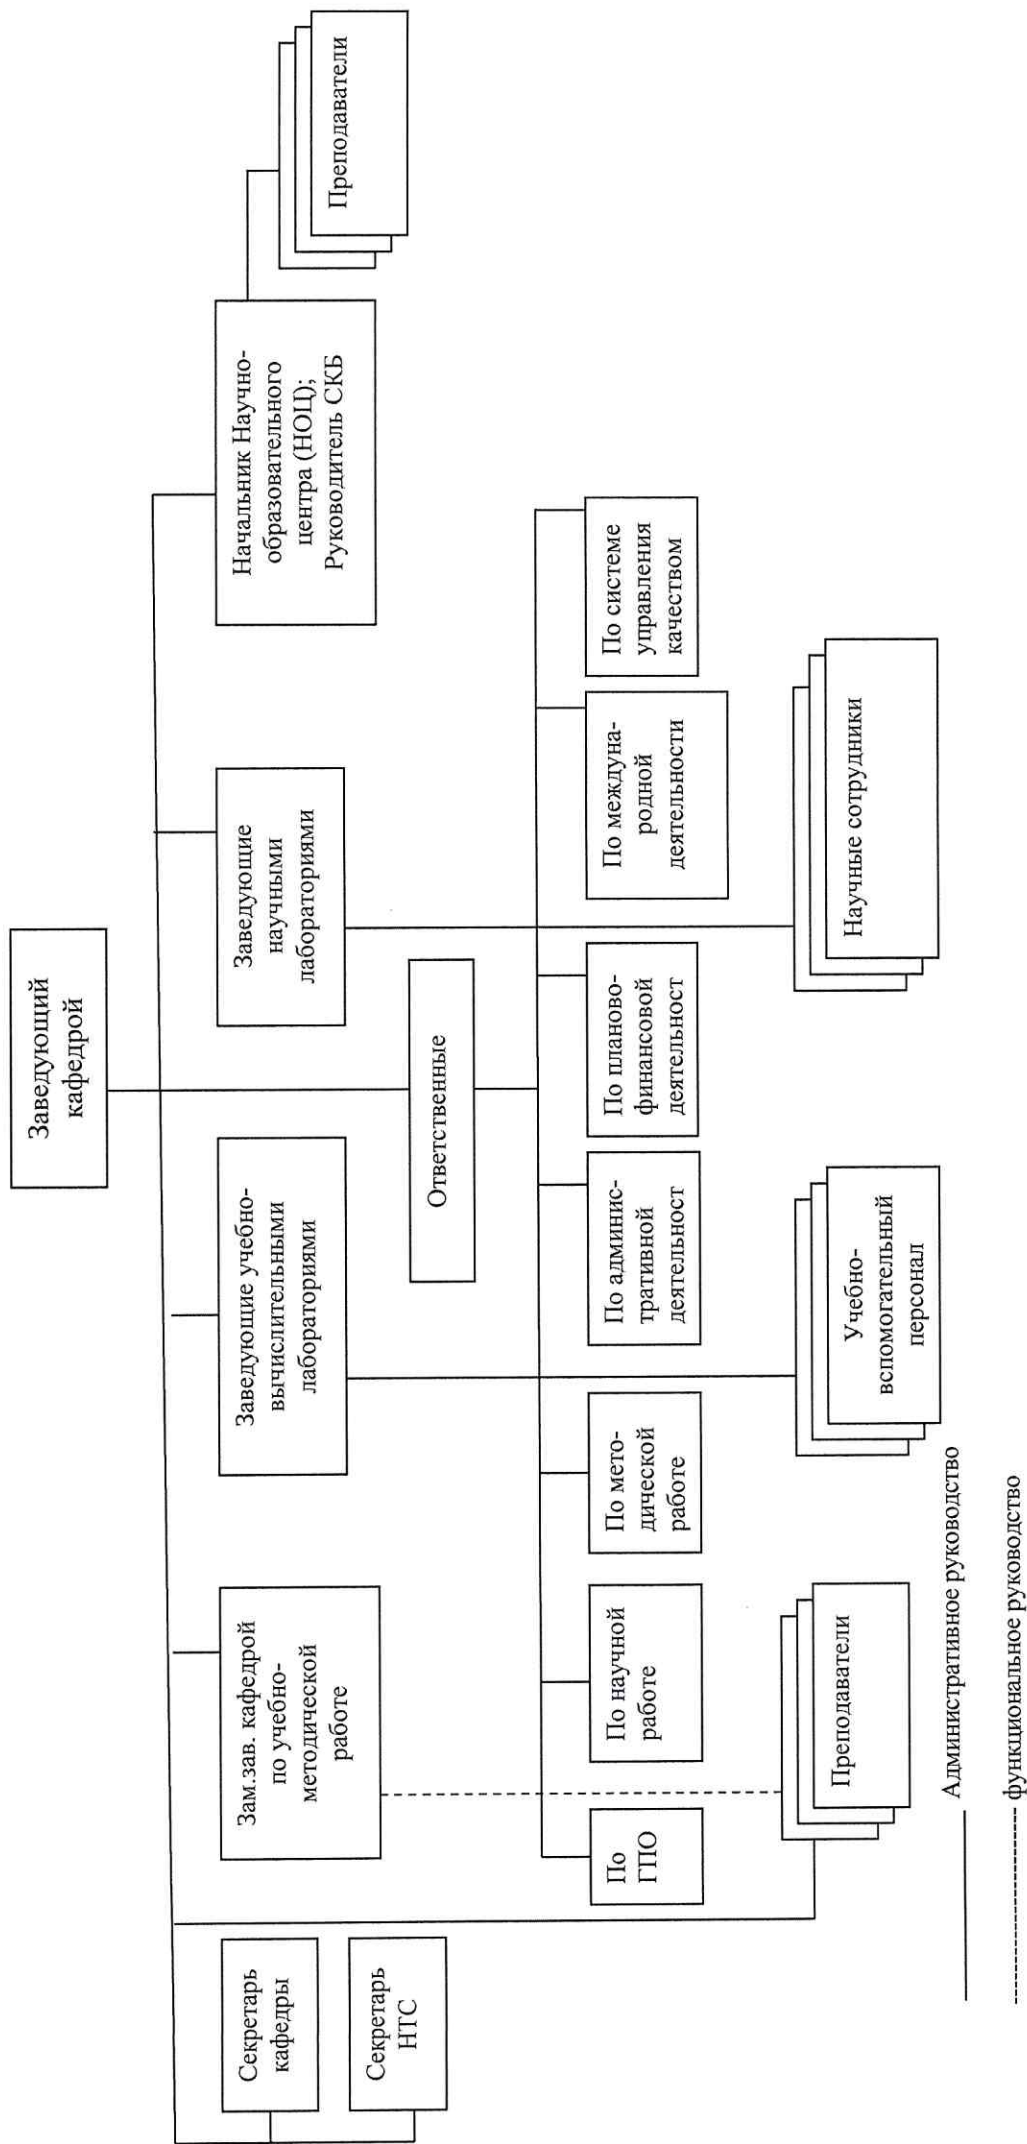 Заведующий
кафедрой
Секретарь
кафедры
Секретарь
НТС
Зам.зав. кафедрой
по учебно-
методической
работе
Заведующие учебно-
вычислительными
лабораториями
Заведующие
научными
лабораториями
Начальник Научно-
образовательного
центра (НОЦ);
Руководитель СКБ
Преподаватели
Ответственные
По
ГПО
По научной
работе
По мето-
дической
работе
По админис-
тративной
деятельност
По планово-
финансовой
деятельност
По междуна-
родной
деятельности
По системе
управления
качеством
Преподаватели
Учебно-
вспомогательный
персонал
Научные сотрудники
Административное руководство
функциональное руководство